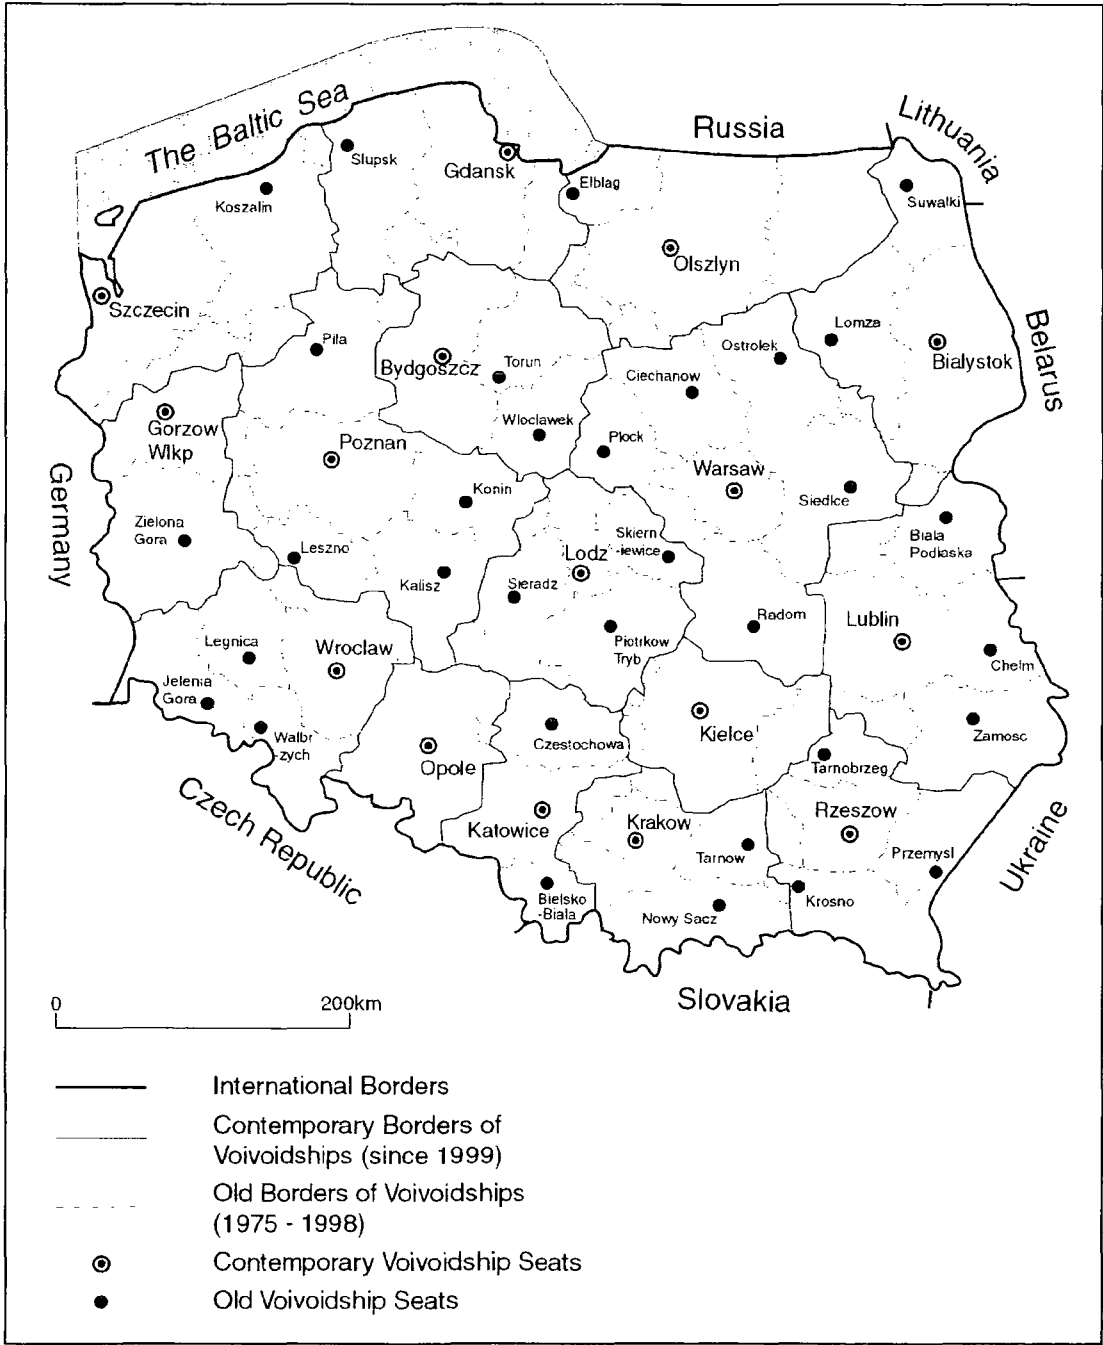 The Baltic Sea
Russia
Lithuania
Slupsk
Gdansk
Elblag
Koszalin
Suwalki
Olszlyn
Szczecin
Belarus
Pila
Lomza
Ostrolek
Bialystok
Bydgoszcz
Torun
Ciechanow
Gorzow
Wlkp
Wloclawek
Plock
Poznan
Warsaw
Germany
Konin
Siedlce
Zielona
Gora
Skiern
-iewice
Biala
Podlaska
Leszno
Lodz
Kalisz
Sieradz
Radom
Lublin
Legnica
Wroclaw
Piotrkow
Tryb
Chelm
Jelenia
Gora
Walbr
-zych
Czestochowa
Kielce
Zamosc
Opole
Tarnobrzeg
Czech Republic
Katowice
Krakow
Rzeszow
Ukraine
Tarnow
Przemysl
Bielsko
-Biala
Nowy Sacz
Krosno
Slovakia
0 200km
International Borders
Contemporary Borders of
Voivoidships (since 1999)
Old Borders of Voivoidships
(1975 - 1998)
Contemporary Voivoidship Seats
Old Voivoidship Seats